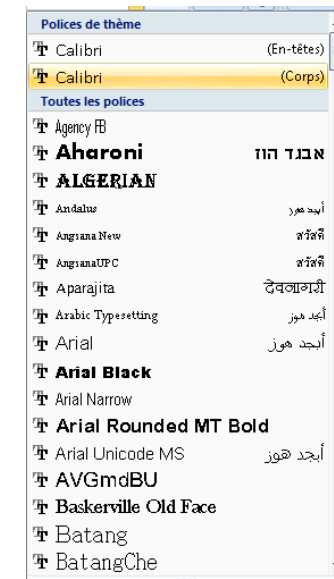 Polices de thème
Calibri (En-têtes)
Calibri (Corps)
Toutes les polices
Agency FB
Aharoni אבגד הוז
ALGERIAN
Andalus أبجد هوز
Angsana New สวัสดี
AngsanaUPC สวัสดี
Aparajita देवनागरी
Arabic Typesetting أبجد هوز
Arial أبجد هوز
Arial Black
Arial Narrow
Arial Rounded MT Bold
Arial Unicode MS أبجد هوز
AVGmdBU
Baskerville Old Face
Batang
BatangChe